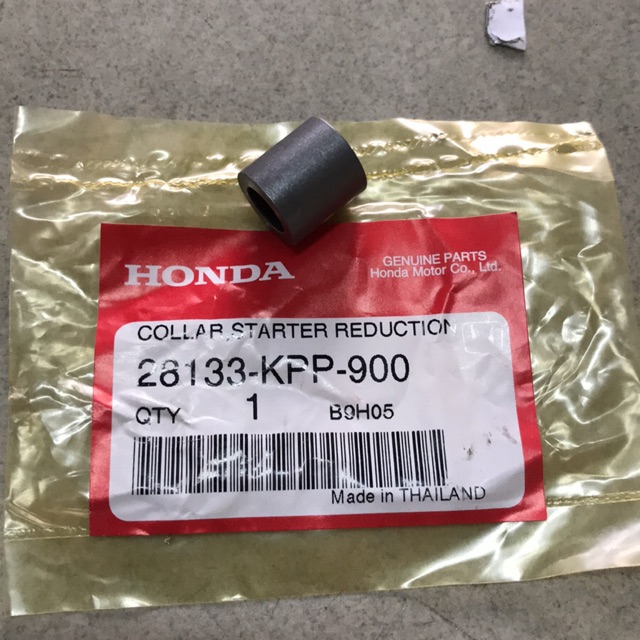 HONDA
GENUINE PARTS
Honda Motor Co., Ltd.
COLLAR, STARTER REDUCTION
28133-KPP-900
QTY 1 B9H05
Made in THAILAND